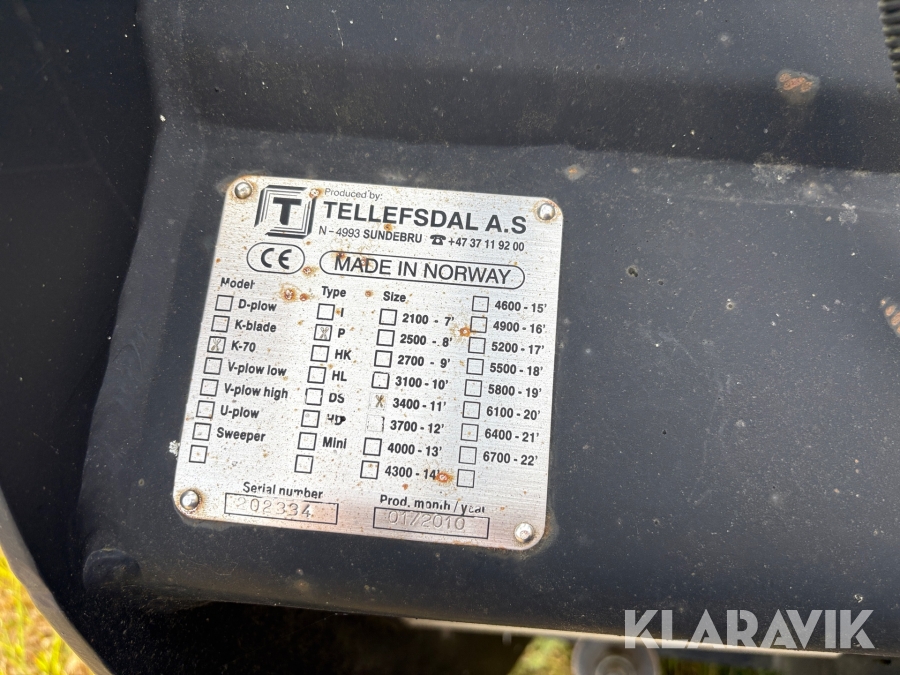 Produced by:
T
TELLEFSDAL A.S
N-4993 SUNDEBRU ☎ +47 37 11 92 00
CE
MADE IN NORWAY
Model
D-plow
K-blade
K-70
V-plow low
V-plow high
U-plow
Sweeper
Type
I
P
HK
HL
DS
HD
Mini
Size
2100 - 7'
2500 - 8'
2700 - 9'
3100 - 10'
3400 - 11'
3700 - 12'
4000 - 13'
4300 - 14'
4600 - 15'
4900 - 16'
5200 - 17'
5500 - 18'
5800 - 19'
6100 - 20'
6400 - 21'
6700 - 22'
Serial number
202334
Prod. month / year
01/2010
KLARAVIK